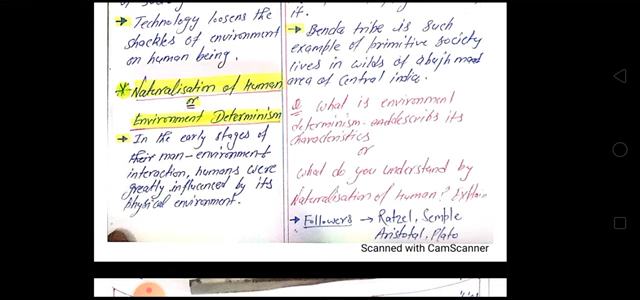 → Technology loosens the
shackles of environment
on human being.
* Naturalisation of Human
or
Environment Determinism
→ In the early stages of
their man-environment
interaction, humans were
greatly influenced by its
physical environment.
it.
→ Benda tribe is such
example of primitive society
lives in wilds of Abujh mad
area of Central india.
Q what is environment
determinism. and describs its
characteristics
or
what do you understand by
Naturalisation of Human? Explain
→ Followers → Ratzel, Semple
Aristotal, Plato
Scanned with CamScanner